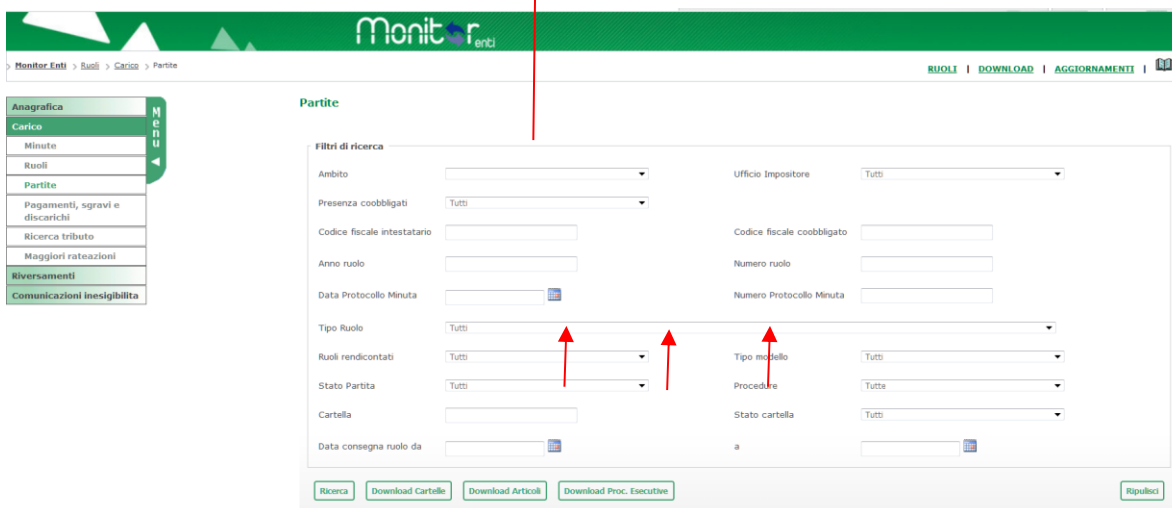 Monitor enti
> Monitor Enti > Ruoli > Carico > Partite
RUOLI | DOWNLOAD | AGGIORNAMENTI |
Menu
Anagrafica
Carico
Minute
Ruoli
Partite
Pagamenti, sgravi e
discarichi
Ricerca tributo
Maggiori rateazioni
Riversamenti
Comunicazioni inesigibilita
Partite
Filtri di ricerca
Ambito Ufficio Impositore Tutti
Presenza coobbligati Tutti
Codice fiscale intestatario Codice fiscale coobbligato
Anno ruolo Numero ruolo
Data Protocollo Minuta Numero Protocollo Minuta
Tipo Ruolo Tutti
Ruoli rendicontati Tutti Tipo modello Tutti
Stato Partita Tutti Procedure Tutte
Cartella Stato cartella Tutti
Data consegna ruolo da a
Ricerca Download Cartelle Download Articoli Download Proc. Esecutive Ripulisci